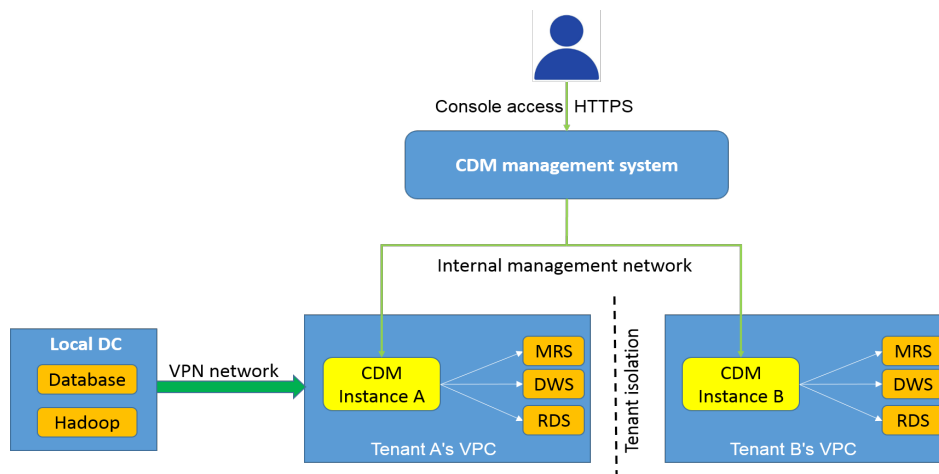 Console access HTTPS
CDM management system
Internal management network
Local DC
Database
Hadoop
VPN network
CDM
Instance A
MRS
DWS
RDS
Tenant A's VPC
Tenant isolation
CDM
Instance B
MRS
DWS
RDS
Tenant B's VPC